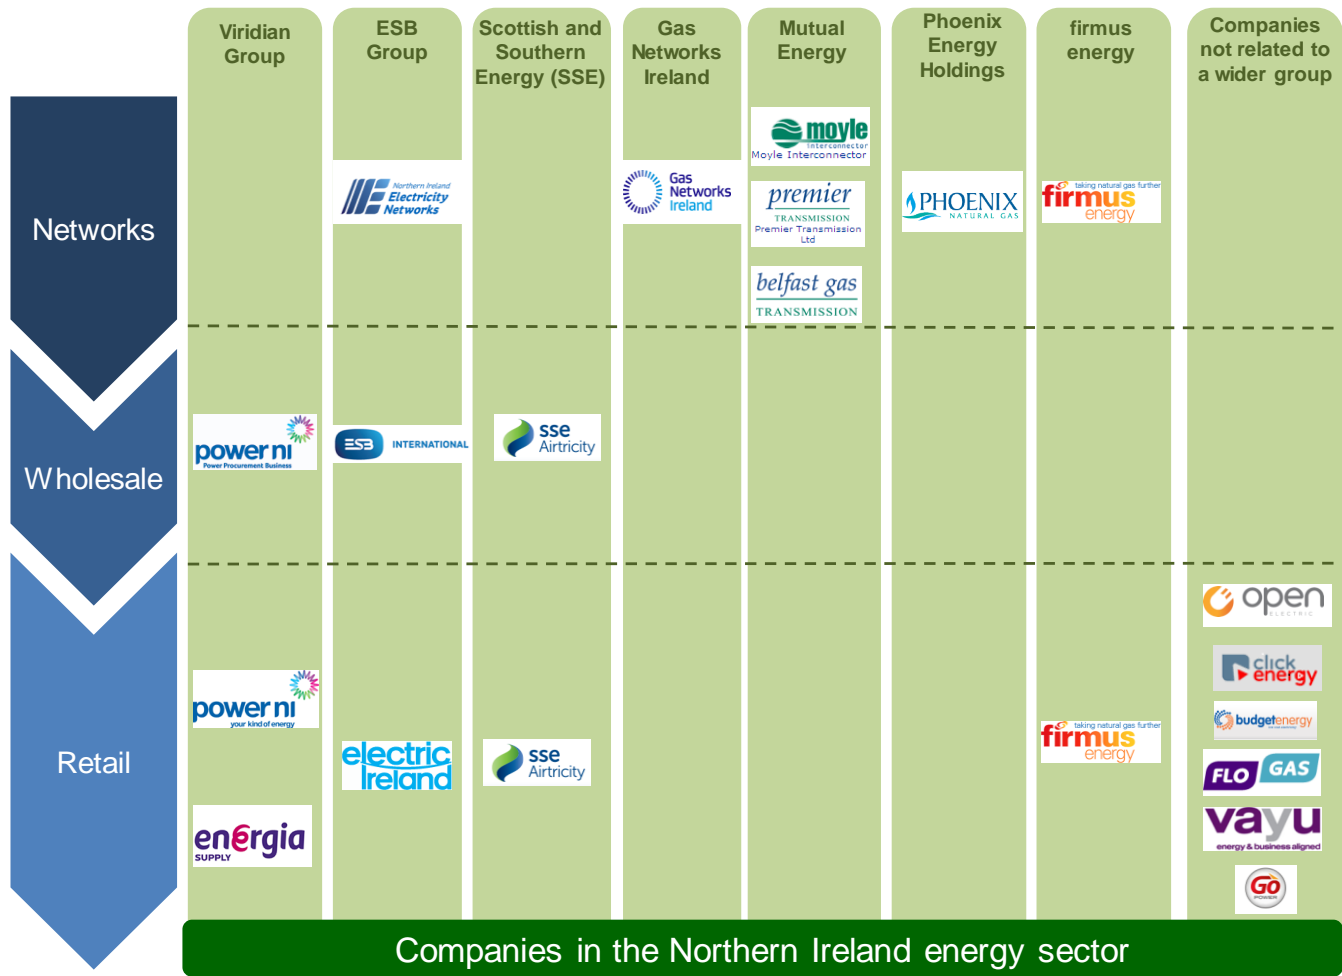 Viridian
Group
ESB
Group
Scottish and
Southern
Energy (SSE)
Gas
Networks
Ireland
Mutual
Energy
Phoenix
Energy
Holdings
firmus
energy
Companies
not related to
a wider group
Networks
Northern Ireland
Electricity
Networks
Gas
Networks
Ireland
moyle
interconnector
Moyle Interconnector
premier
TRANSMISSION
Premier Transmission
Ltd
belfast gas
TRANSMISSION
PHOENIX
NATURAL GAS
taking natural gas further
firmus
energy
Wholesale
power ni
Power Procurement Business
ESB INTERNATIONAL
sse
Airtricity
Retail
power ni
your kind of energy
energia
SUPPLY
electric
Ireland
sse
Airtricity
taking natural gas further
firmus
energy
open
ELECTRIC
click
energy
budgetenergy
FLO GAS
vayu
energy & business aligned
Go
POWER
Companies in the Northern Ireland energy sector